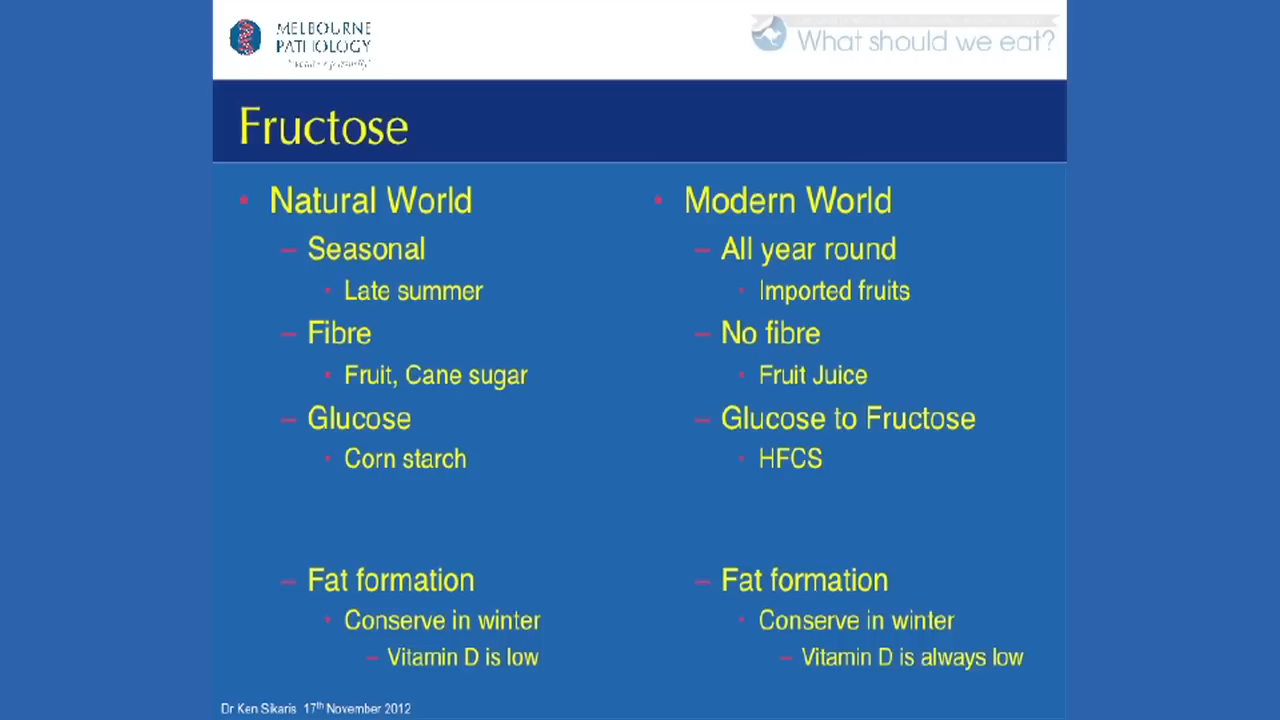 MELBOURNE
PATHOLOGY
What should we eat?
Fructose
• Natural World
– Seasonal
• Late summer
– Fibre
• Fruit, Cane sugar
– Glucose
• Corn starch
– Fat formation
• Conserve in winter
– Vitamin D is low
• Modern World
– All year round
• Imported fruits
– No fibre
• Fruit Juice
– Glucose to Fructose
• HFCS
– Fat formation
• Conserve in winter
– Vitamin D is always low
Dr Ken Sikaris 17th November 2012